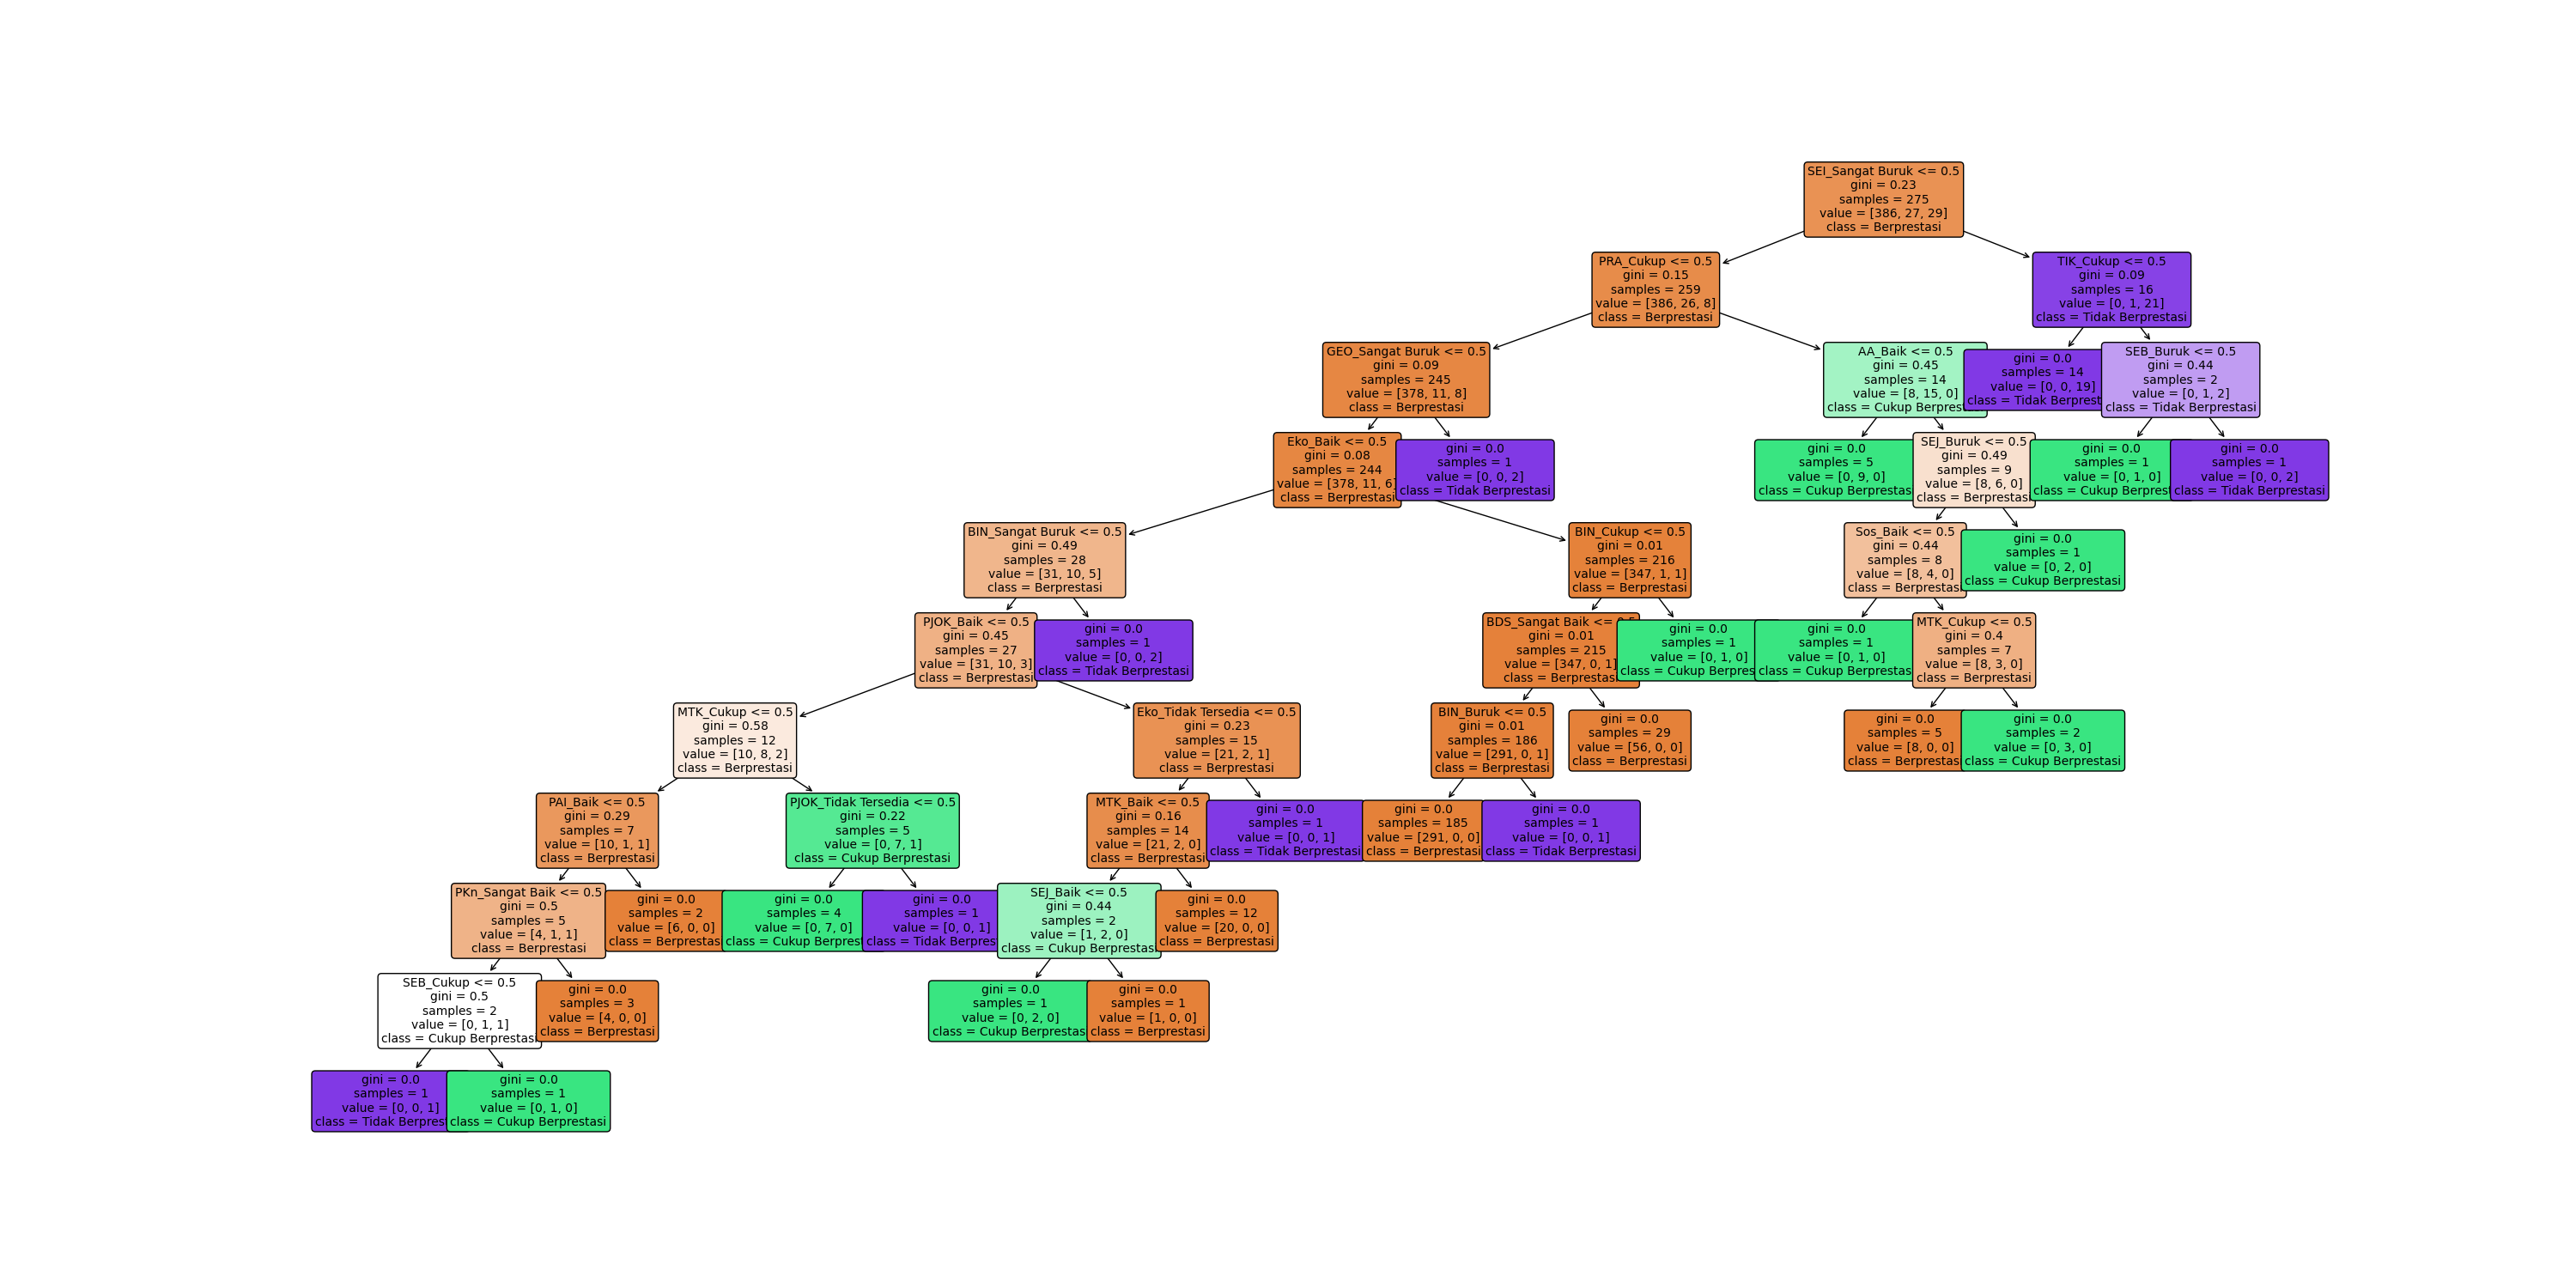 SEI_Sangat Buruk <= 0.5
gini = 0.23
samples = 275
value = [386, 27, 29]
class = Berprestasi
PRA_Cukup <= 0.5
gini = 0.15
samples = 259
value = [386, 26, 8]
class = Berprestasi
TIK_Cukup <= 0.5
gini = 0.09
samples = 16
value = [0, 1, 21]
class = Tidak Berprestasi
GEO_Sangat Buruk <= 0.5
gini = 0.09
samples = 245
value = [378, 11, 8]
class = Berprestasi
AA_Baik <= 0.5
gini = 0.45
samples = 14
value = [8, 15, 0]
class = Cukup Berpres
gini = 0.0
samples = 14
value = [0, 0, 19]
class = Tidak Berprest
SEB_Buruk <= 0.5
gini = 0.44
samples = 2
value = [0, 1, 2]
class = Tidak Berprestasi
Eko_Baik <= 0.5
gini = 0.08
samples = 244
value = [378, 11, 6]
class = Berprestasi
gini = 0.0
samples = 1
value = [0, 0, 2]
class = Tidak Berprestasi
gini = 0.0
samples = 5
value = [0, 9, 0]
class = Cukup Berprestas
SEJ_Buruk <= 0.5
gini = 0.49
samples = 9
value = [8, 6, 0]
class = Berprestasi
gini = 0.0
samples = 1
value = [0, 1, 0]
class = Cukup Berprest
gini = 0.0
samples = 1
value = [0, 0, 2]
class = Tidak Berprestasi
BIN_Sangat Buruk <= 0.5
gini = 0.49
samples = 28
value = [31, 10, 5]
class = Berprestasi
BIN_Cukup <= 0.5
gini = 0.01
samples = 216
value = [347, 1, 1]
class = Berprestasi
Sos_Baik <= 0.5
gini = 0.44
samples = 8
value = [8, 4, 0]
class = Berprestasi
gini = 0.0
samples = 1
value = [0, 2, 0]
class = Cukup Berprestasi
PJOK_Baik <= 0.5
gini = 0.45
samples = 27
value = [31, 10, 3]
class = Berprestasi
gini = 0.0
samples = 1
value = [0, 0, 2]
class = Tidak Berprestasi
BDS_Sangat Baik <= 0.5
gini = 0.01
samples = 215
value = [347, 0, 1]
class = Berprestasi
gini = 0.0
samples = 1
value = [0, 1, 0]
class = Cukup Berpres
gini = 0.0
samples = 1
value = [0, 1, 0]
class = Cukup Berprestas
MTK_Cukup <= 0.5
gini = 0.4
samples = 7
value = [8, 3, 0]
class = Berprestasi
MTK_Cukup <= 0.5
gini = 0.58
samples = 12
value = [10, 8, 2]
class = Berprestasi
Eko_Tidak Tersedia <= 0.5
gini = 0.23
samples = 15
value = [21, 2, 1]
class = Berprestasi
BIN_Buruk <= 0.5
gini = 0.01
samples = 186
value = [291, 0, 1]
class = Berprestasi
gini = 0.0
samples = 29
value = [56, 0, 0]
class = Berprestasi
gini = 0.0
samples = 5
value = [8, 0, 0]
class = Berprestasi
gini = 0.0
samples = 2
value = [0, 3, 0]
class = Cukup Berprestasi
PAI_Baik <= 0.5
gini = 0.29
samples = 7
value = [10, 1, 1]
class = Berprestasi
PJOK_Tidak Tersedia <= 0.5
gini = 0.22
samples = 5
value = [0, 7, 1]
class = Cukup Berprestasi
MTK_Baik <= 0.5
gini = 0.16
samples = 14
value = [21, 2, 0]
class = Berprestasi
gini = 0.0
samples = 1
value = [0, 0, 1]
class = Tidak Berprestasi
gini = 0.0
samples = 185
value = [291, 0, 0]
class = Berprestasi
gini = 0.0
samples = 1
value = [0, 0, 1]
class = Tidak Berprestasi
PKn_Sangat Baik <= 0.5
gini = 0.5
samples = 5
value = [4, 1, 1]
class = Berprestasi
gini = 0.0
samples = 2
value = [6, 0, 0]
class = Berprestas
gini = 0.0
samples = 4
value = [0, 7, 0]
class = Cukup Berprest
gini = 0.0
samples = 1
value = [0, 0, 1]
class = Tidak Berpres
SEJ_Baik <= 0.5
gini = 0.44
samples = 2
value = [1, 2, 0]
class = Cukup Berprestasi
gini = 0.0
samples = 12
value = [20, 0, 0]
class = Berprestasi
SEB_Cukup <= 0.5
gini = 0.5
samples = 2
value = [0, 1, 1]
class = Cukup Berprestasi
gini = 0.0
samples = 3
value = [4, 0, 0]
class = Berprestasi
gini = 0.0
samples = 1
value = [0, 2, 0]
class = Cukup Berprestas
gini = 0.0
samples = 1
value = [1, 0, 0]
class = Berprestasi
gini = 0.0
samples = 1
value = [0, 0, 1]
class = Tidak Berpres
gini = 0.0
samples = 1
value = [0, 1, 0]
class = Cukup Berprestasi